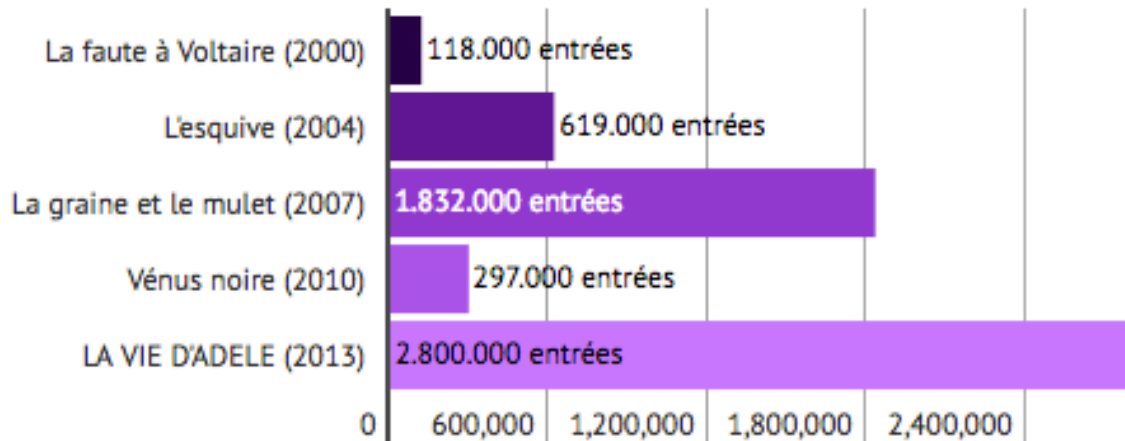 La faute à Voltaire (2000) 118.000 entrées
L'esquive (2004) 619.000 entrées
La graine et le mulet (2007) 1.832.000 entrées
Vénus noire (2010) 297.000 entrées
LA VIE D'ADELE (2013) 2.800.000 entrées
0 600,000 1,200,000 1,800,000 2,400,000